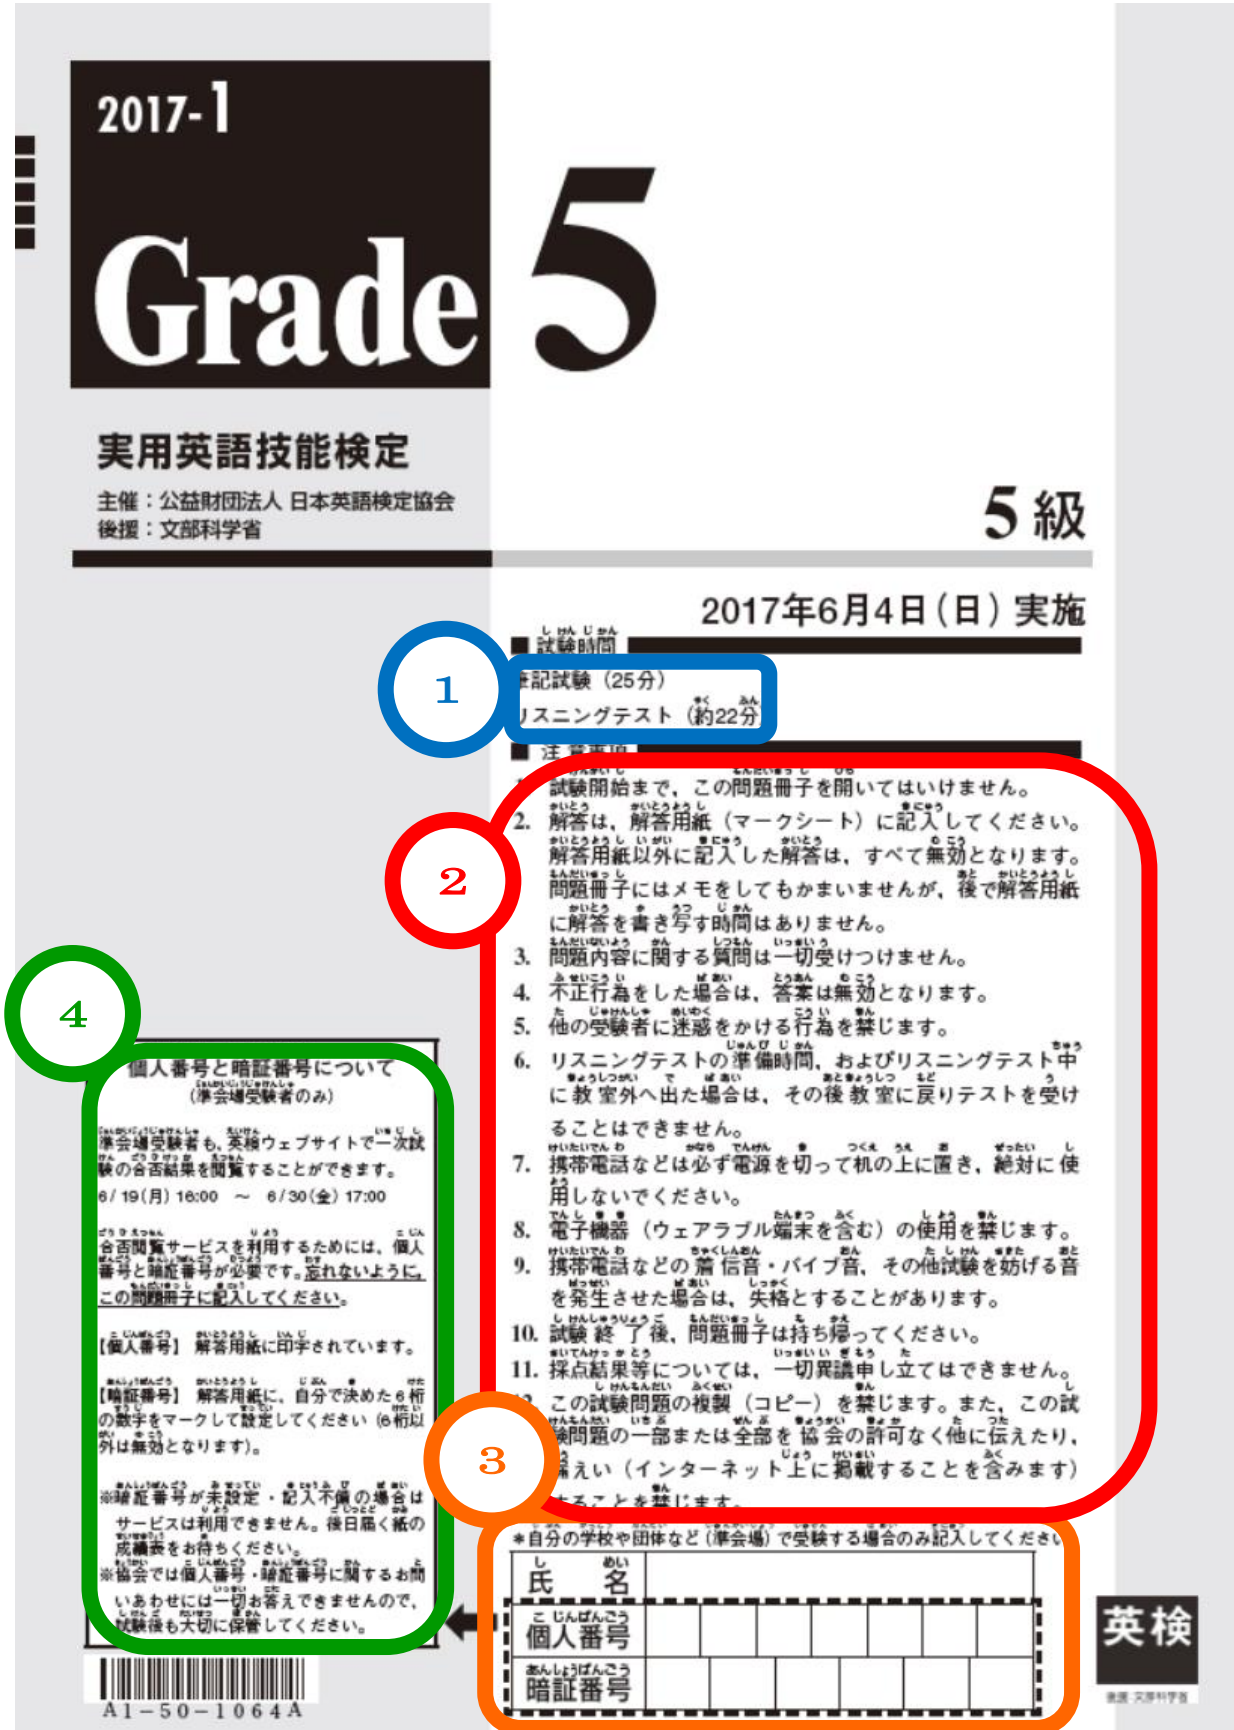 2017-1
Grade 5
実用英語技能検定
主催：公益財団法人 日本英語検定協会
後援：文部科学省
5級
2017年6月4日(日)実施
■ 試験時間
筆記試験（25分）
リスニングテスト（約22分）
1
■ 注意事項
2
試験開始まで、この問題冊子を開いてはいけません。
2. 解答は、解答用紙（マークシート）に記入してください。
解答用紙以外に記入した解答は、すべて無効となります。
問題冊子にはメモをしてもかまいませんが、後で解答用紙
に解答を書き写す時間はありません。
3. 問題内容に関する質問は一切受けつけません。
4. 不正行為をした場合は、答案は無効となります。
5. 他の受験者に迷惑をかける行為を禁じます。
6. リスニングテストの準備時間、およびリスニングテスト中
に教室外へ出た場合は、その後教室に戻りテストを受け
ることはできません。
7. 携帯電話などは必ず電源を切って机の上に置き、絶対に使
用しないでください。
8. 電子機器（ウェアラブル端末を含む）の使用を禁じます。
9. 携帯電話などの着信音・バイブ音、その他試験を妨げる音
を発生させた場合は、失格とすることがあります。
10. 試験終了後、問題冊子は持ち帰ってください。
11. 採点結果等については、一切異議申し立てはできません。
12. この試験問題の複製（コピー）を禁じます。また、この試
験問題の一部または全部を協会の許可なく他に伝えたり、
漏えい（インターネット上に掲載することを含みます）
することを禁じます。
3
*自分の学校や団体など（準会場）で受験する場合のみ記入してください
氏名
個人番号
暗証番号
4
個人番号と暗証番号について
（準会場受験者のみ）
準会場受験者も、英検ウェブサイトで一次試
験の合否結果を閲覧することができます。
6/19(月) 16:00 ～ 6/30(金) 17:00
合否閲覧サービスを利用するためには、個人
番号と暗証番号が必要です。忘れないように、
この問題冊子に記入してください。
【個人番号】 解答用紙に印字されています。
【暗証番号】 解答用紙に、自分で決めた6桁
の数字をマークして設定してください（6桁以
外は無効となります）。
※暗証番号が未設定・記入不備の場合は
サービスは利用できません。後日届く紙の
成績表をお待ちください。
※協会では個人番号・暗証番号に関するお問
いあわせには一切お答えできませんので、
試験後も大切に保管してください。
A1-50-1064A
英検
後援 文部科学省